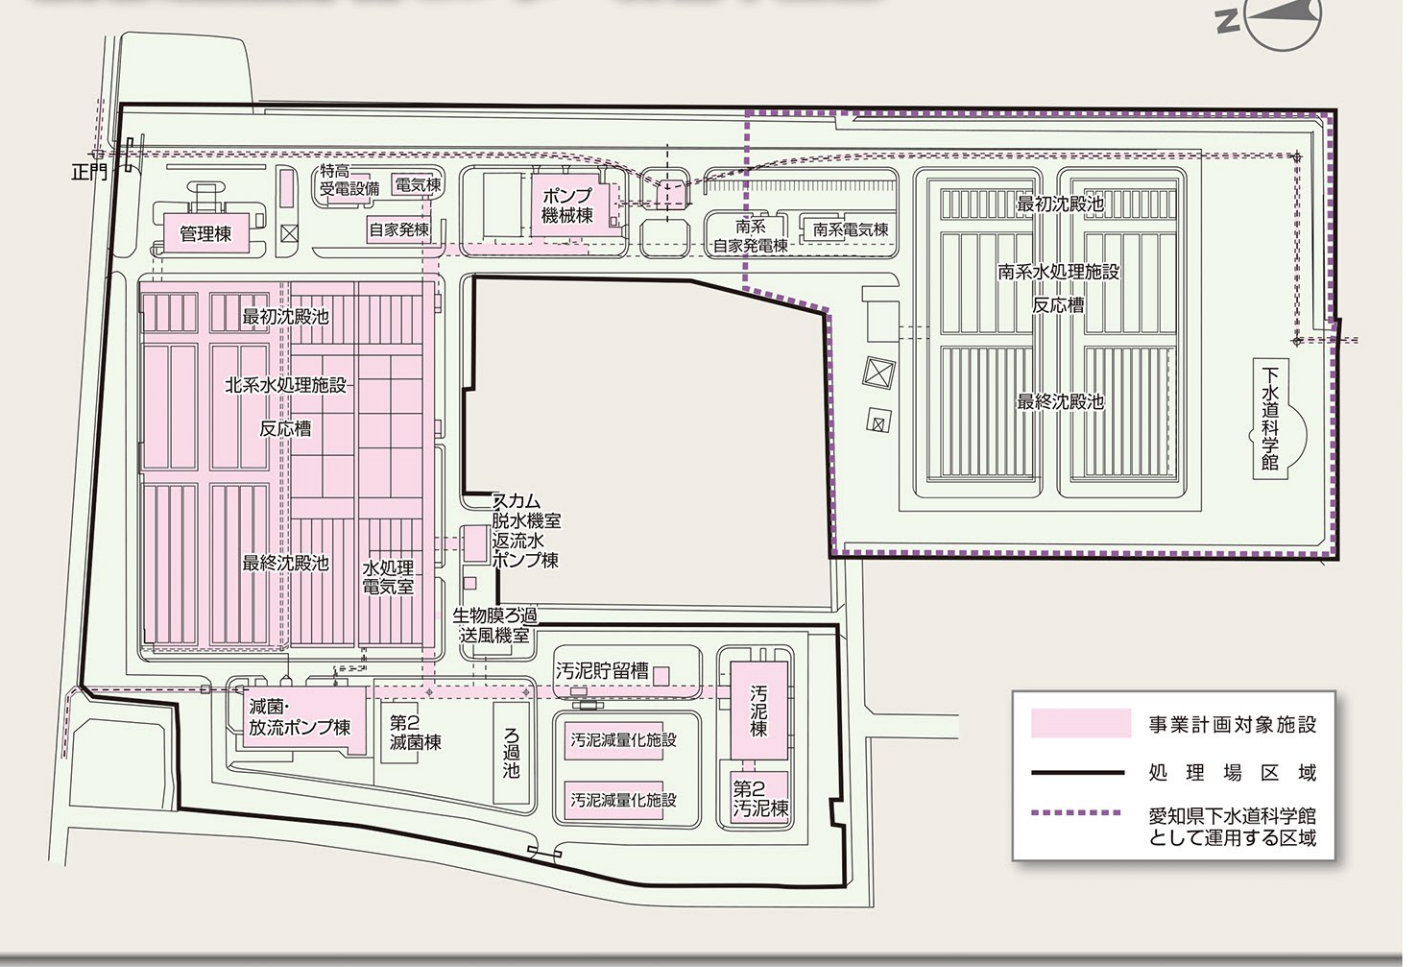 N
正門
特高
受電設備
電気棟
管理棟
自家発棟
ポンプ
機械棟
南系
自家発電棟
南系電気棟
最初沈殿池
南系水処理施設
反応槽
最終沈殿池
下水道科学館
最初沈殿池
北系水処理施設
反応槽
最終沈殿池
水処理
電気室
スカム
脱水機室
返流水
ポンプ棟
生物膜ろ過
送風機室
減菌・
放流ポンプ棟
第2
滅菌棟
ろ過池
汚泥貯留槽
汚泥減量化施設
汚泥減量化施設
汚泥棟
第2
汚泥棟
事業計画対象施設
処理場区域
愛知県下水道科学館
として運用する区域